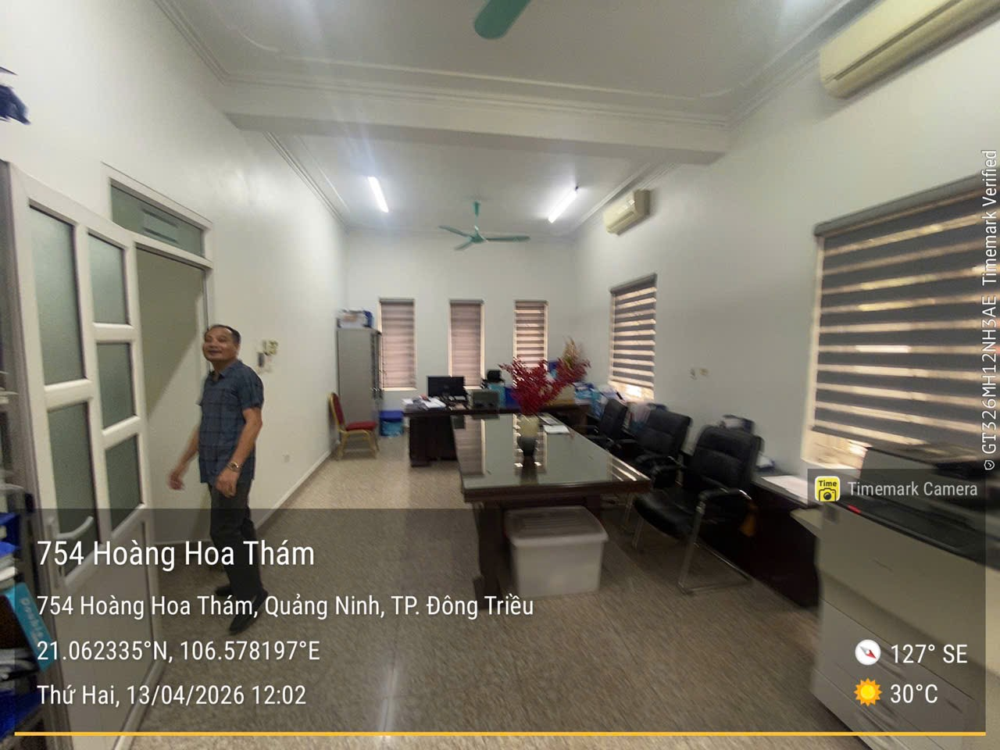 GT326MH12NH3AE Timemark Verified
Time
Timemark Camera
754 Hoàng Hoa Thám
754 Hoàng Hoa Thám, Quảng Ninh, TP. Đông Triều
21.062335°N, 106.578197°E
127° SE
Thứ Hai, 13/04/2026 12:02
30°C